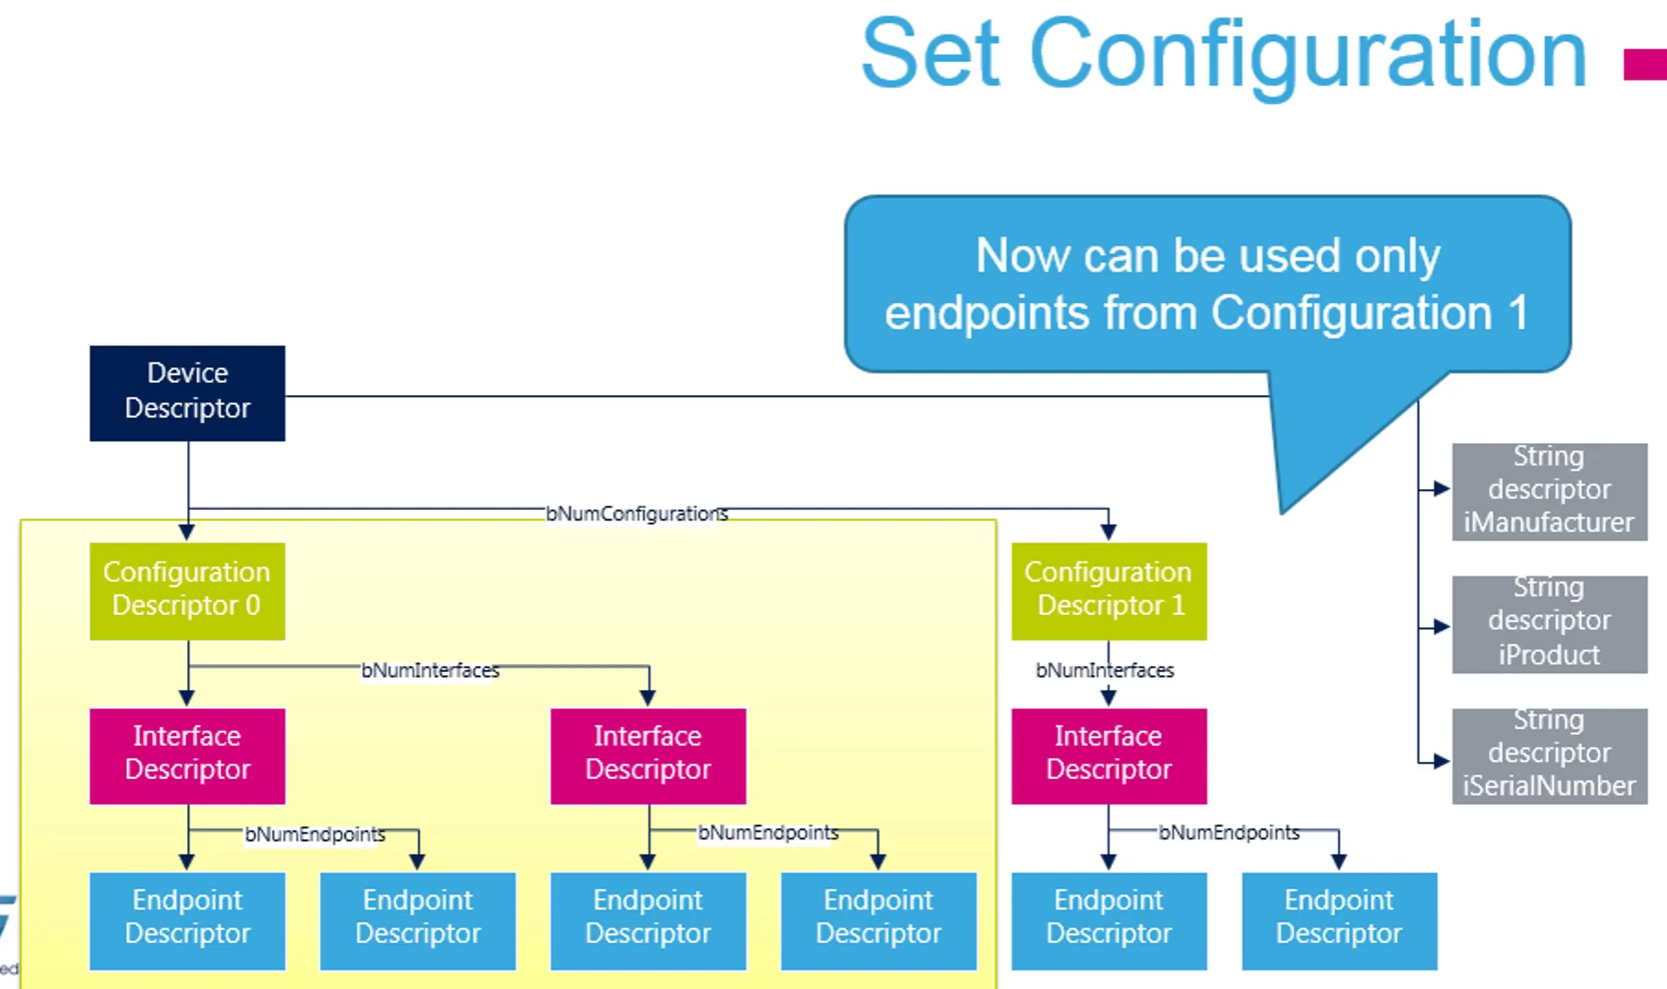 Set Configuration
Now can be used only
endpoints from Configuration 1
Device
Descriptor
String
descriptor
iManufacturer
bNumConfigurations
Configuration
Descriptor 0
Configuration
Descriptor 1
String
descriptor
iProduct
bNumInterfaces
bNumInterfaces
Interface
Descriptor
Interface
Descriptor
Interface
Descriptor
String
descriptor
iSerialNumber
bNumEndpoints
bNumEndpoints
bNumEndpoints
Endpoint
Descriptor
Endpoint
Descriptor
Endpoint
Descriptor
Endpoint
Descriptor
Endpoint
Descriptor
Endpoint
Descriptor
ed